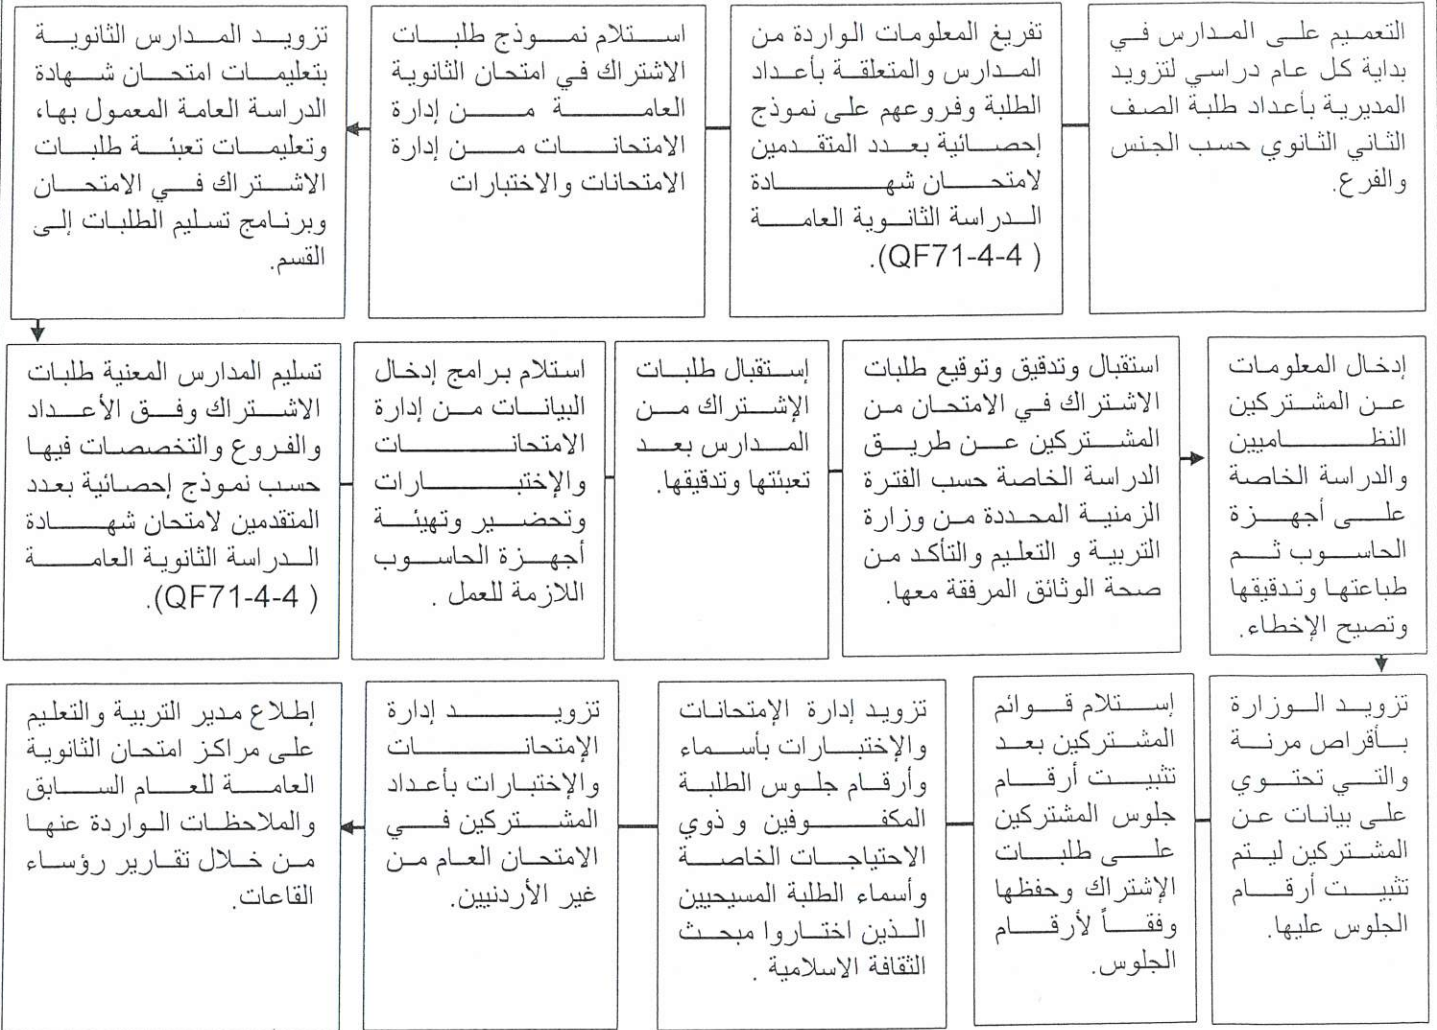 التعميم على المدارس في
بداية كل عام دراسي لتزويد
المديرية بأعداد طلبة الصف
الثاني الثانوي حسب الجنس
والفرع.
تفريغ المعلومات الواردة من
المدارس والمتعلقة بأعداد
الطلبة وفروعهم على نموذج
إحصائية بعدد المتقدمين
لامتحان شهادة
الدراسة الثانوية العامة
(QF71-4-4 ).
استلام نموذج طلبات
الاشتراك في امتحان الثانوية
العامة من إدارة
الامتحانات من إدارة
الامتحانات والاختبارات
تزويد المدارس الثانوية
بتعليمات امتحان شهادة
الدراسة العامة المعمول بها،
وتعليمات تعبئة طلبات
الاشتراك في الامتحان
وبرنامج تسليم الطلبات إلى
القسم.
تسليم المدارس المعنية طلبات
الاشتراك وفق الأعداد
والفروع والتخصصات فيها
حسب نموذج إحصائية بعدد
المتقدمين لامتحان شهادة
الدراسة الثانوية العامة
(QF71-4-4 ).
استلام برامج إدخال
البيانات من إدارة
الامتحانات
والإختبارات
وتحضير وتهيئة
أجهزة الحاسوب
اللازمة للعمل .
إستقبال طلبات
الإشتراك من
المدارس بعد
تعبئتها وتدقيقها.
استقبال وتدقيق وتوقيع طلبات
الاشتراك في الامتحان من
المشتركين عن طريق
الدراسة الخاصة حسب الفترة
الزمنية المحددة من وزارة
التربية و التعليم والتأكد من
صحة الوثائق المرفقة معها.
إدخال المعلومات
عن المشتركين
النظاميين
والدراسة الخاصة
على أجهزة
الحاسوب ثم
طباعتها وتدقيقها
وتصيح الإخطاء.
تزويد الوزارة
بأقراص مرنة
والتي تحتوي
على بيانات عن
المشتركين ليتم
تثبيت أرقام
الجلوس عليها.
إستلام قوائم
المشتركين بعد
تثبيت أرقام
جلوس المشتركين
على طلبات
الإشتراك وحفظها
وفقاً لأرقام
الجلوس.
تزويد إدارة الإمتحانات
والإختبارات بأسماء
وأرقام جلوس الطلبة
المكفوفين و ذوي
الاحتياجات الخاصة
وأسماء الطلبة المسيحيين
الذين اختاروا مبحث
الثقافة الاسلامية .
تزويد إدارة
الإمتحانات
والإختبارات بأعداد
المشتركين في
الامتحان العام من
غير الأردنيين.
إطلاع مدير التربية والتعليم
على مراكز امتحان الثانوية
العامة للعام السابق
والملاحظات الواردة عنها
من خلال تقارير رؤساء
القاعات.